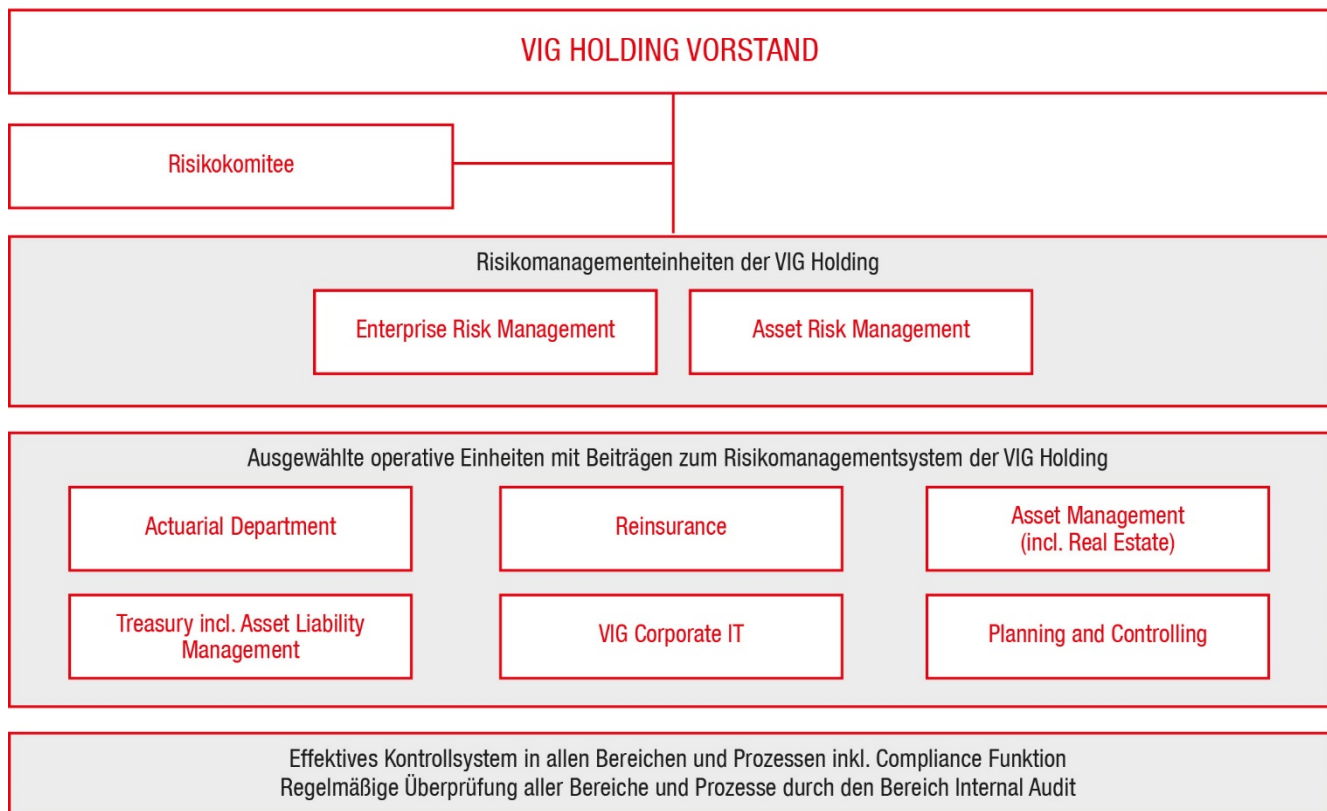 VIG HOLDING VORSTAND
Risikokomitee
Risikomanagementeinheiten der VIG Holding
Enterprise Risk Management
Asset Risk Management
Ausgewählte operative Einheiten mit Beiträgen zum Risikomanagementsystem der VIG Holding
Actuarial Department
Reinsurance
Asset Management
(incl. Real Estate)
Treasury incl. Asset Liability
Management
VIG Corporate IT
Planning and Controlling
Effektives Kontrollsystem in allen Bereichen und Prozessen inkl. Compliance Funktion
Regelmäßige Überprüfung aller Bereiche und Prozesse durch den Bereich Internal Audit